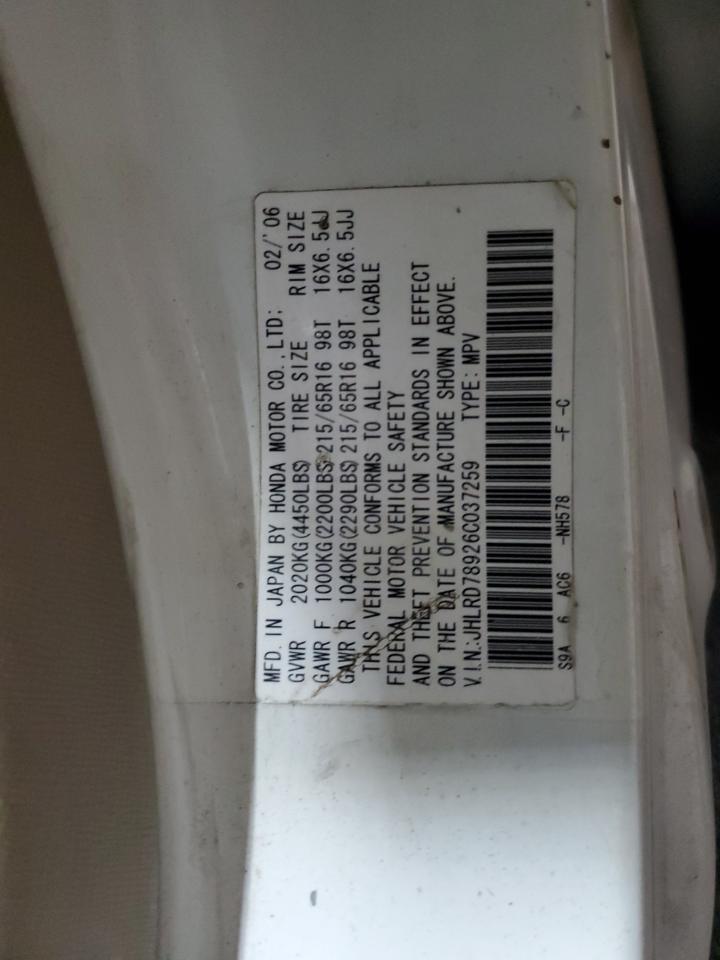 MFD. IN JAPAN BY HONDA MOTOR CO.,LTD: 02/'06
GVWR 2020KG(4450LBS) TIRE SIZE RIM SIZE
GAWR F 1000KG(2200LBS) 215/65R16 98T 16X6.5JJ
GAWR R 1040KG(2290LBS) 215/65R16 98T 16X6.5JJ
THIS VEHICLE CONFORMS TO ALL APPLICABLE
FEDERAL MOTOR VEHICLE SAFETY
AND THEFT PREVENTION STANDARDS IN EFFECT
ON THE DATE OF MANUFACTURE SHOWN ABOVE.
V.I.N.:JHLRD78926C037259 TYPE: MPV
S9A 6 AC6 -NH578 -F -C